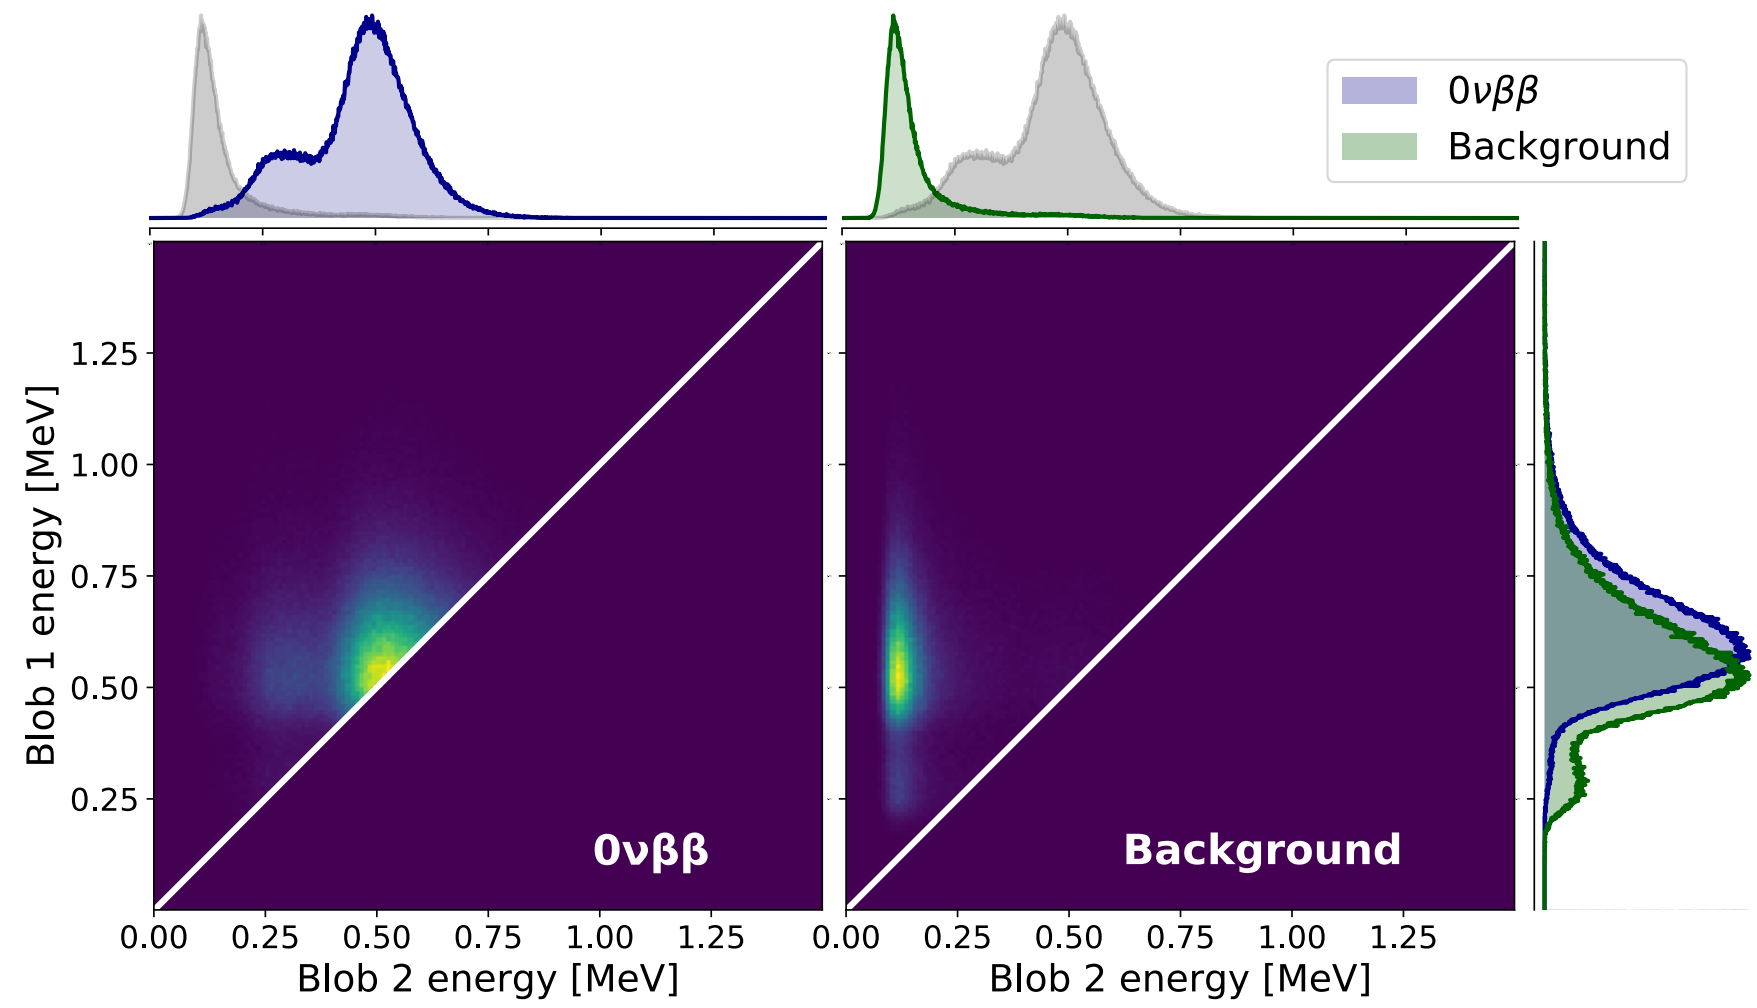 0νββ
Background
Blob 1 energy [MeV]
1.25
1.00
0.75
0.50
0.25
0νββ
Background
0.00 0.25 0.50 0.75 1.00 1.25
0.00 0.25 0.50 0.75 1.00 1.25
Blob 2 energy [MeV]
Blob 2 energy [MeV]